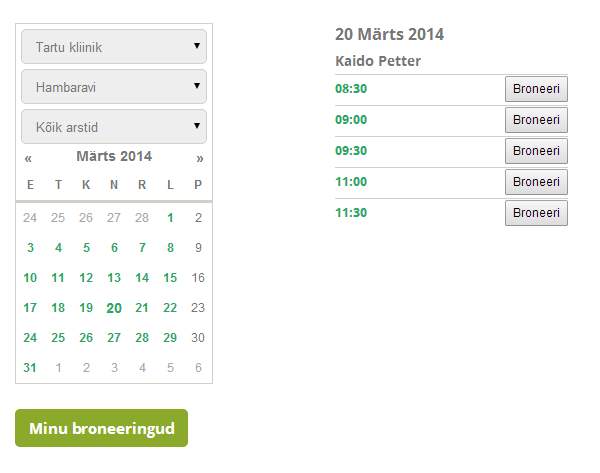 Tartu kliinik
Hambaravi
Kõik arstid
« Märts 2014 »
E T K N R L P
24 25 26 27 28 1 2
3 4 5 6 7 8 9
10 11 12 13 14 15 16
17 18 19 20 21 22 23
24 25 26 27 28 29 30
31 1 2 3 4 5 6
Minu broneeringud
20 Märts 2014
Kaido Petter
08:30 Broneeri
09:00 Broneeri
09:30 Broneeri
11:00 Broneeri
11:30 Broneeri